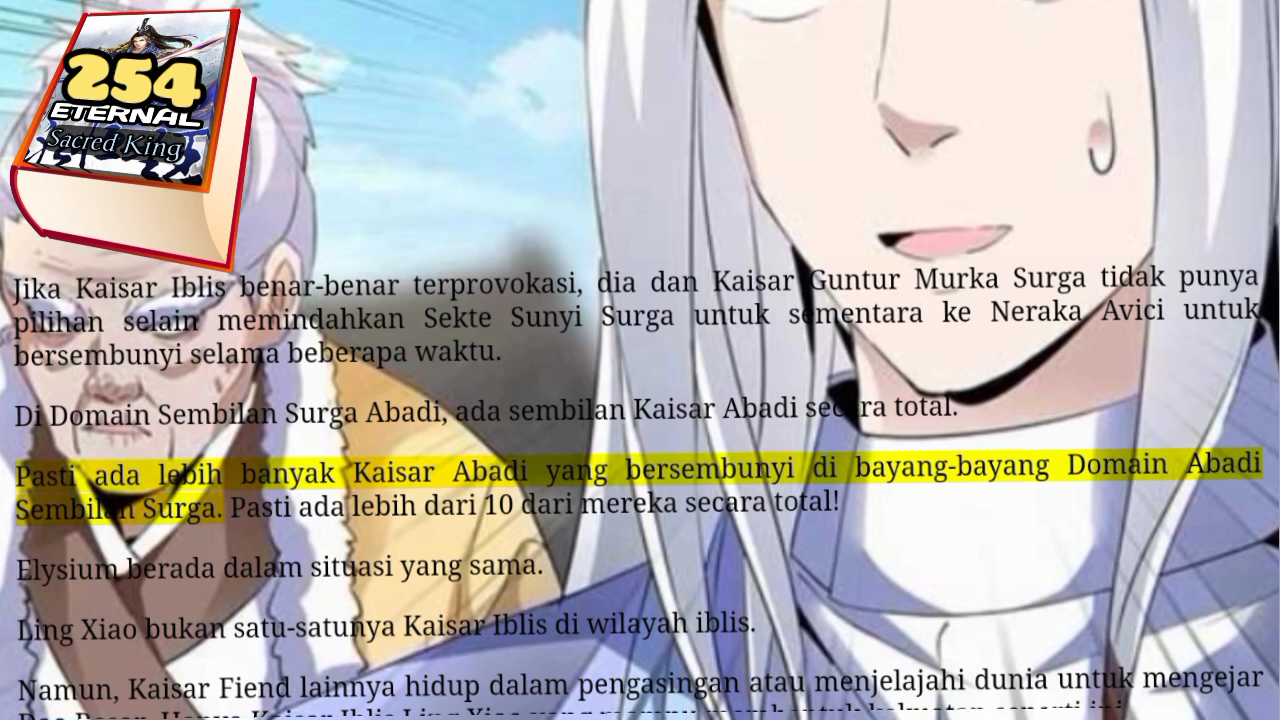 254
ETERNAL
Sacred King
Jika Kaisar Iblis benar-benar terprovokasi, dia dan Kaisar Guntur Murka Surga tidak punya
pilihan selain memindahkan Sekte Sunyi Surga untuk sementara ke Neraka Avici untuk
bersembunyi selama beberapa waktu.
Di Domain Sembilan Surga Abadi, ada sembilan Kaisar Abadi secara total.
Pasti ada lebih banyak Kaisar Abadi yang bersembunyi di bayang-bayang Domain Abadi
Sembilan Surga. Pasti ada lebih dari 10 dari mereka secara total!
Elysium berada dalam situasi yang sama.
Ling Xiao bukan satu-satunya Kaisar Iblis di wilayah iblis.
Namun, Kaisar Fiend lainnya hidup dalam pengasingan atau menjelajahi dunia untuk mengejar